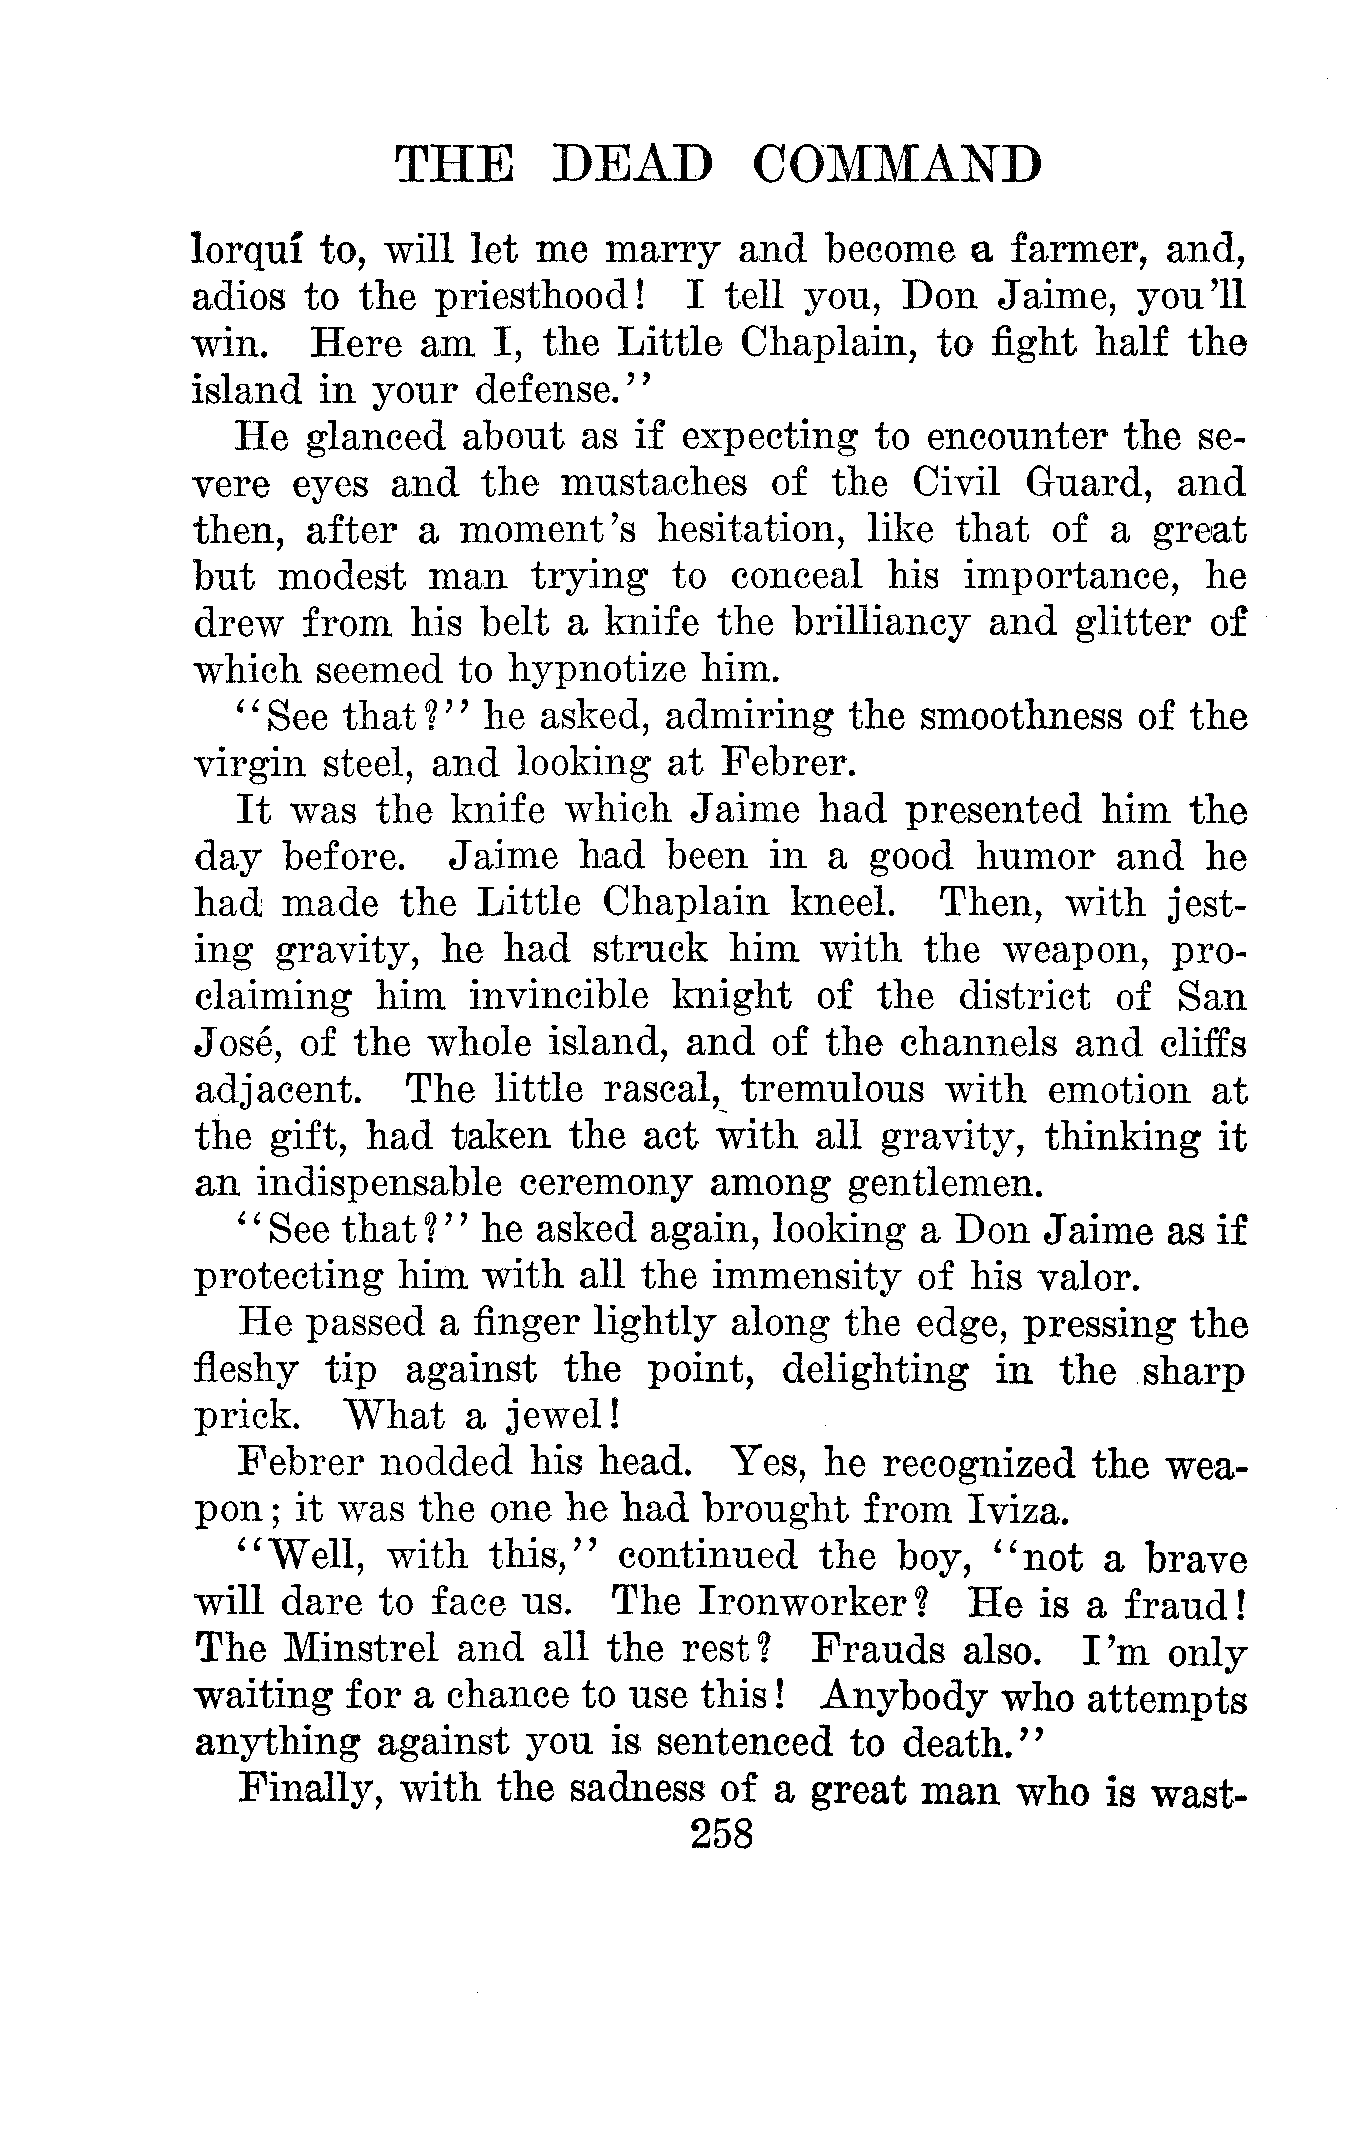 THE DEAD COMMAND
lorquí to, will let me marry and become a farmer, and,
adios to the priesthood! I tell you, Don Jaime, you'll
win. Here am I, the Little Chaplain, to fight half the
island in your defense."
He glanced about as if expecting to encounter the se-
vere eyes and the mustaches of the Civil Guard, and
then, after a moment's hesitation, like that of a great
but modest man trying to conceal his importance, he
drew from his belt a knife the brilliancy and glitter of
which seemed to hypnotize him.
"See that?" he asked, admiring the smoothness of the
virgin steel, and looking at Febrer.
It was the knife which Jaime had presented him the
day before. Jaime had been in a good humor and he
had made the Little Chaplain kneel. Then, with jest-
ing gravity, he had struck him with the weapon, pro-
claiming him invincible knight of the district of San
José, of the whole island, and of the channels and cliffs
adjacent. The little rascal, tremulous with emotion at
the gift, had taken the act with all gravity, thinking it
an indispensable ceremony among gentlemen.
"See that?" he asked again, looking a Don Jaime as if
protecting him with all the immensity of his valor.
He passed a finger lightly along the edge, pressing the
fleshy tip against the point, delighting in the sharp
prick. What a jewel!
Febrer nodded his head. Yes, he recognized the wea-
pon; it was the one he had brought from Iviza.
"Well, with this," continued the boy, "not a brave
will dare to face us. The Ironworker? He is a fraud!
The Minstrel and all the rest? Frauds also. I'm only
waiting for a chance to use this! Anybody who attempts
anything against you is sentenced to death."
Finally, with the sadness of a great man who is wast-
258